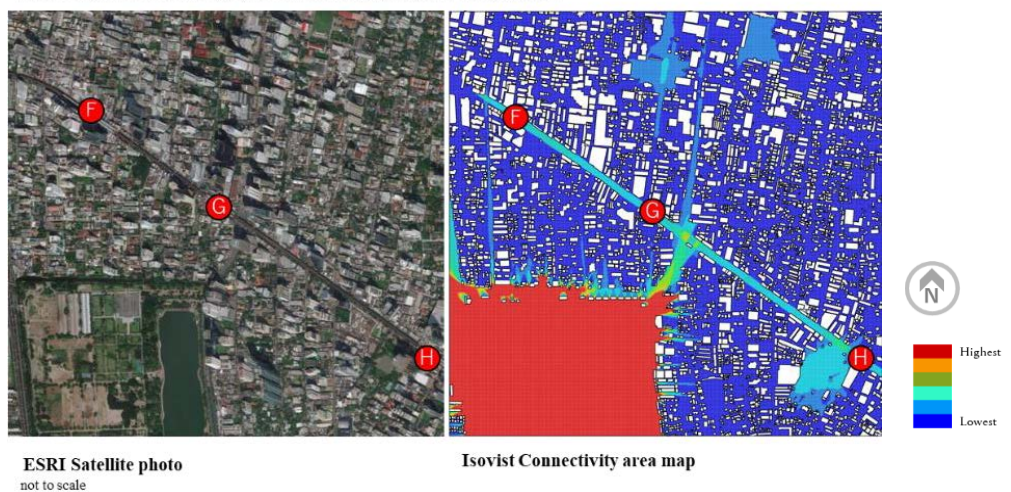 F
G
H
F
G
H
N
Highest
Lowest
ESRI Satellite photo
not to scale
Isovist Connectivity area map